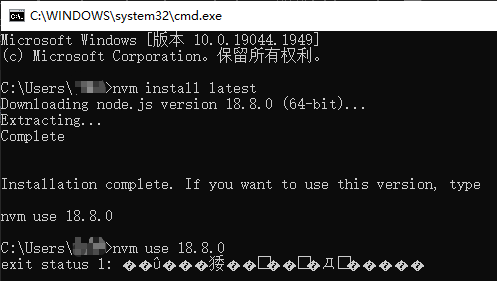 C:\WINDOWS\system32\cmd.exe
Microsoft Windows [版本 10.0.19044.1949]
(c) Microsoft Corporation。保留所有权利。
C:\Users\ >nvm install latest
Downloading node.js version 18.8.0 (64-bit)...
Extracting...
Complete
Installation complete. If you want to use this version, type
nvm use 18.8.0
C:\Users\ >nvm use 18.8.0
exit status 1: